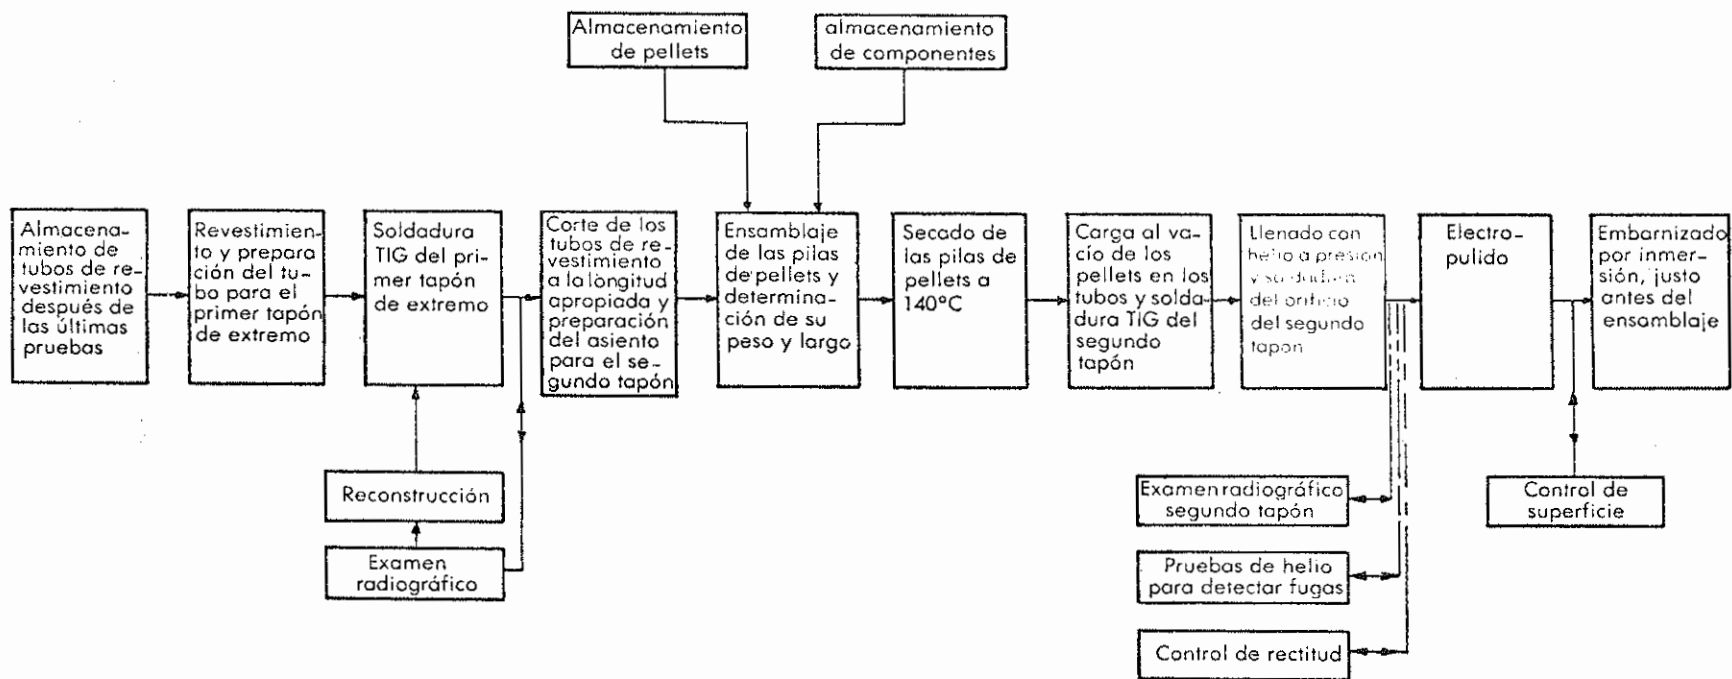 Almacenamiento
de pellets
almacenamiento
de componentes
Almacena-
miento de
tubos de re-
vestimiento
después de
las últimas
pruebas
Revestimien-
to y prepara
ción del tu-
bo para el
primer tapón
de extremo
Soldadura
TIG del pri-
mer tapón
de extremo
Corte de los
tubos de re-
vestimiento
a la longitud
apropiada y
preparación
del asiento
para el se-
gundo tapón
Ensamblaje
de las pilas
de pellets y
determina-
ción de su
peso y largo
Secado de
las pilas de
pellets a
140°C
Carga al va-
cío de los
pellets en los
tubos y solda-
dura TIG del
segundo
tapón
Llenado con
helio a presión
y soldadura
del orificio
del segundo
tapón
Electro-
pulido
Embarnizado
por inmer-
sión, justo
antes del
ensamblaje
Reconstrucción
Examen
radiográfico
Examen radiográfico
segundo tapón
Pruebas de helio
para detectar fugas
Control de rectitud
Control de
superficie